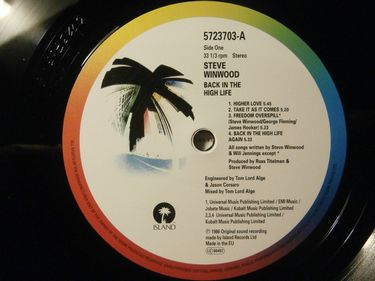 5723703-A
Side One
33 1/3 rpm Stereo
STEVE
WINWOOD
BACK IN THE
HIGH LIFE
1. HIGHER LOVE 5.45
2. TAKE IT AS IT COMES 5.20
3. FREEDOM OVERSPILL*
(Steve Winwood/George Fleming/
James Hooker) 5.33
4. BACK IN THE HIGH LIFE
AGAIN 5.33
All songs written by Steve Winwood
& Will Jennings except *
Produced by Russ Titelman &
Steve Winwood
Engineered by Tom Lord Alge
& Jason Corsaro
Mixed by Tom Lord Alge
1, Universal Music Publishing Limited / EMI Music /
Kobalt Music Publishing Limited
2,3,4 Universal Music Publishing Limited/
Kobalt Music Publishing Limited
℗ 1986 Original sound recording
made by Island Records Ltd
Made in the EU
ISLAND